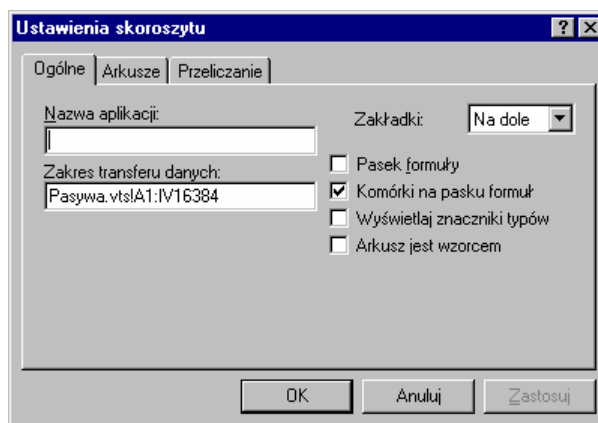 Ustawienia skoroszytu
Ogólne Arkusze Przeliczanie
Nazwa aplikacji:
Zakładki: Na dole
Zakres transferu danych:
Pasywa.vts!A1:IV16384
Pasek formuły
Komórki na pasku formuł
Wyświetlaj znaczniki typów
Arkusz jest wzorcem
OK Anuluj Zastosuj